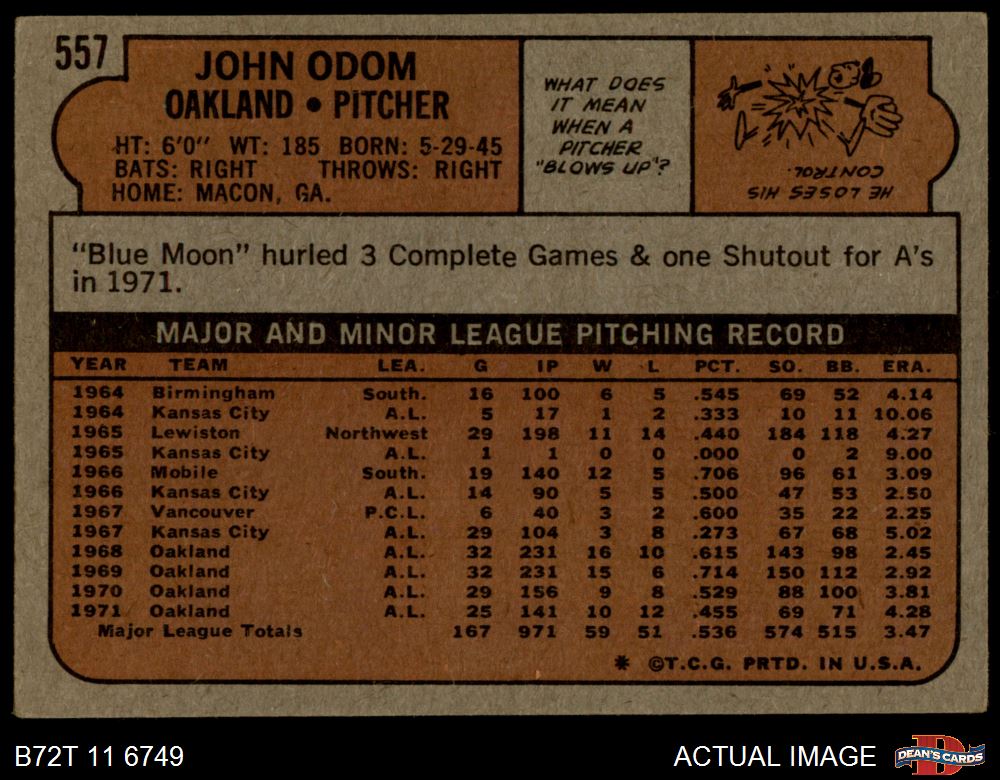 557
JOHN ODOM
OAKLAND • PITCHER
HT: 6'0" WT: 185 BORN: 5-29-45
BATS: RIGHT THROWS: RIGHT
HOME: MACON, GA.
WHAT DOES
IT MEAN
WHEN A
PITCHER
"BLOWS UP"?
HE LOSES HIS
CONTROL.
"Blue Moon" hurled 3 Complete Games & one Shutout for A's
in 1971.
MAJOR AND MINOR LEAGUE PITCHING RECORD
YEAR TEAM LEA. G IP W L PCT. SO. BB. ERA.
1964 Birmingham South. 16 100 6 5 .545 69 52 4.14
1964 Kansas City A.L. 5 17 1 2 .333 10 11 10.06
1965 Lewiston Northwest 29 198 11 14 .440 184 118 4.27
1965 Kansas City A.L. 1 1 0 0 .000 0 2 9.00
1966 Mobile South. 19 140 12 5 .706 96 61 3.09
1966 Kansas City A.L. 14 90 5 5 .500 47 53 2.50
1967 Vancouver P.C.L. 6 40 3 2 .600 35 22 2.25
1967 Kansas City A.L. 29 104 3 8 .273 67 68 5.02
1968 Oakland A.L. 32 231 16 10 .615 143 98 2.45
1969 Oakland A.L. 32 231 15 6 .714 150 112 2.92
1970 Oakland A.L. 29 156 9 8 .529 88 100 3.81
1971 Oakland A.L. 25 141 10 12 .455 69 71 4.28
Major League Totals 167 971 59 51 .536 574 515 3.47
* ©T.C.G. PRTD. IN U.S.A.
B72T 11 6749
ACTUAL IMAGE
D
DEAN'S CARDS